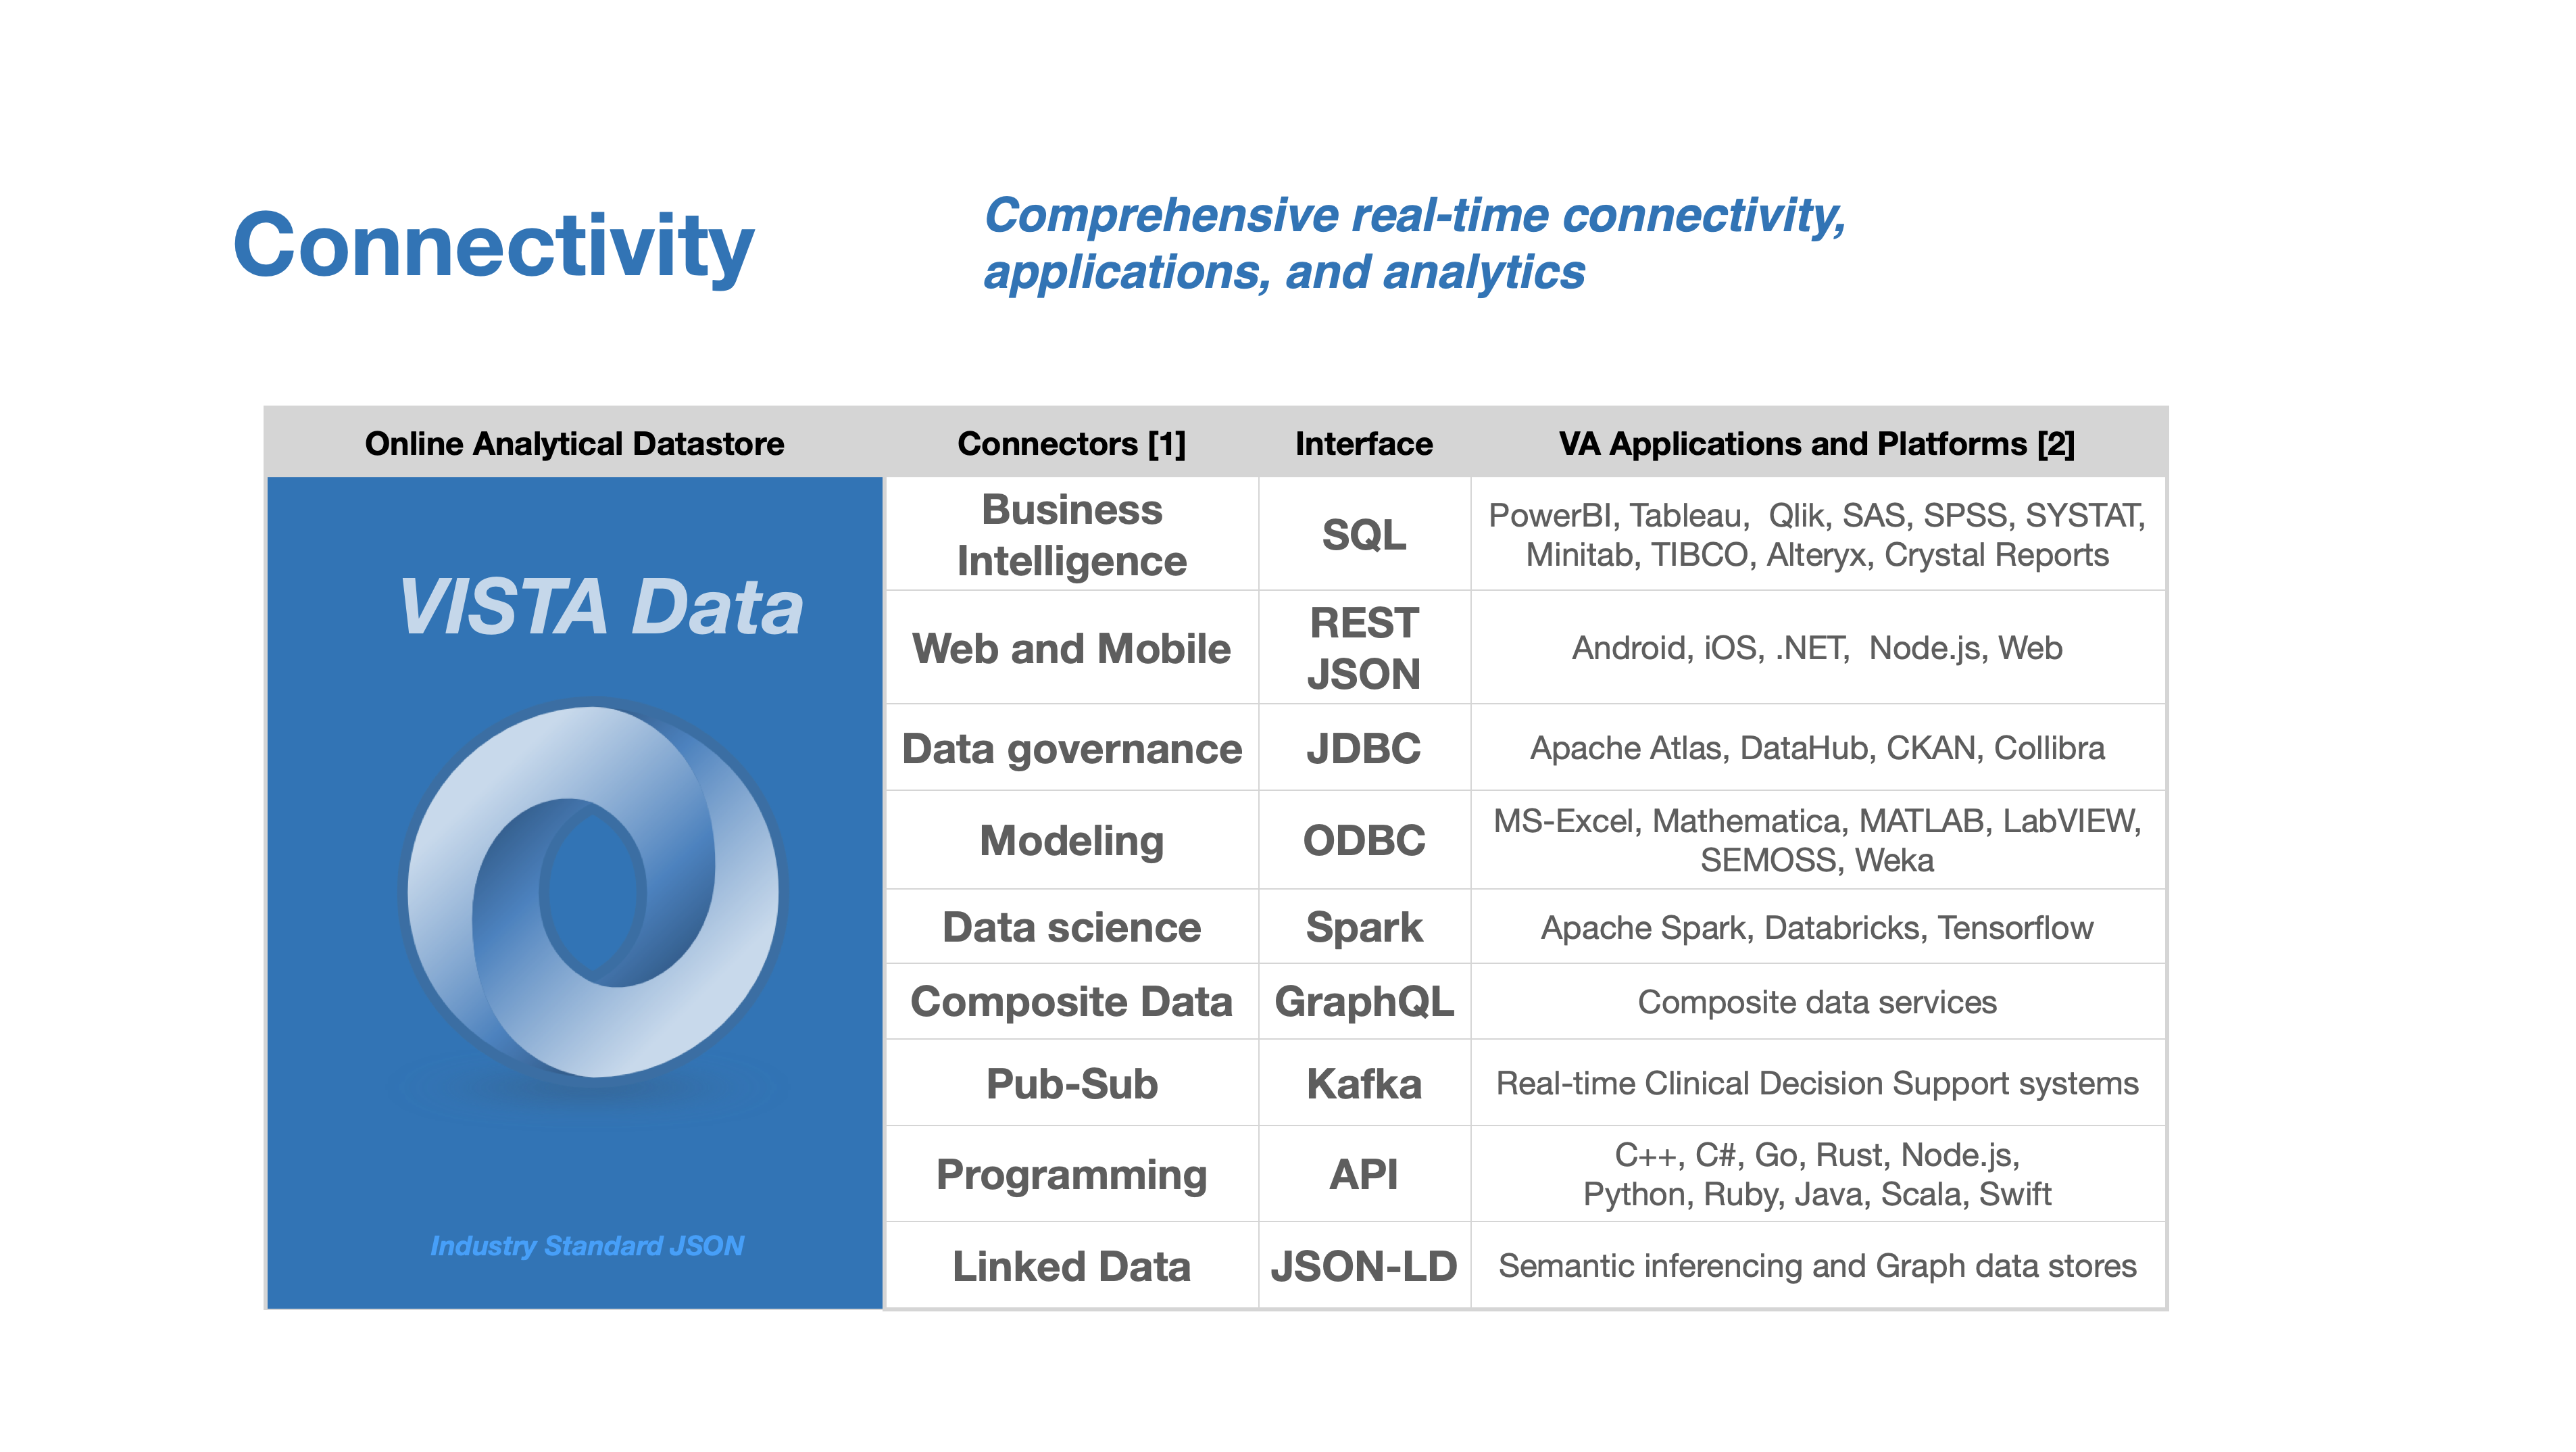 Connectivity
Comprehensive real-time connectivity,
applications, and analytics
Online Analytical Datastore
Connectors [1]
Interface
VA Applications and Platforms [2]
VISTA Data
Industry Standard JSON
Business
Intelligence
SQL
PowerBI, Tableau,  Qlik, SAS, SPSS, SYSTAT,
Minitab, TIBCO, Alteryx, Crystal Reports
Web and Mobile
REST
JSON
Android, iOS, .NET,  Node.js, Web
Data governance
JDBC
Apache Atlas, DataHub, CKAN, Collibra
Modeling
ODBC
MS-Excel, Mathematica, MATLAB, LabVIEW,
SEMOSS, Weka
Data science
Spark
Apache Spark, Databricks, Tensorflow
Composite Data
GraphQL
Composite data services
Pub-Sub
Kafka
Real-time Clinical Decision Support systems
Programming
API
C++, C#, Go, Rust, Node.js,
Python, Ruby, Java, Scala, Swift
Linked Data
JSON-LD
Semantic inferencing and Graph data stores